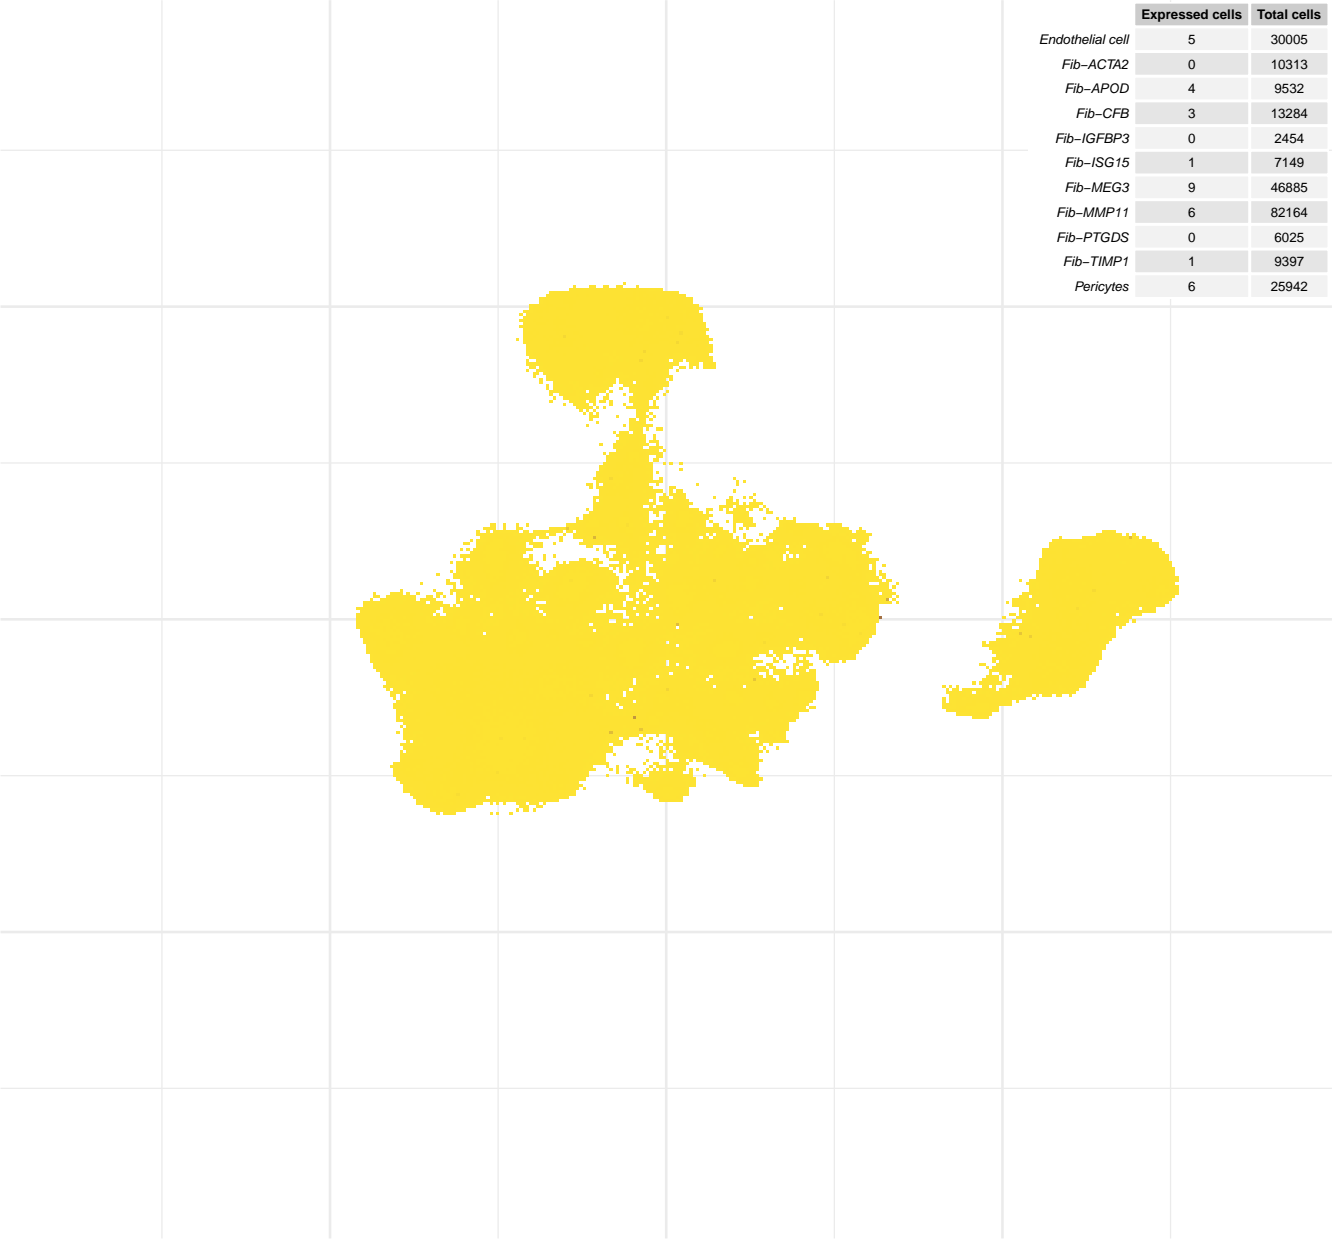 Expressed cells Total cells
Endothelial cell 5 30005
Fib−ACTA2 0 10313
Fib−APOD 4 9532
Fib−CFB 3 13284
Fib−IGFBP3 0 2454
Fib−ISG15 1 7149
Fib−MEG3 9 46885
Fib−MMP11 6 82164
Fib−PTGDS 0 6025
Fib−TIMP1 1 9397
Pericytes 6 25942